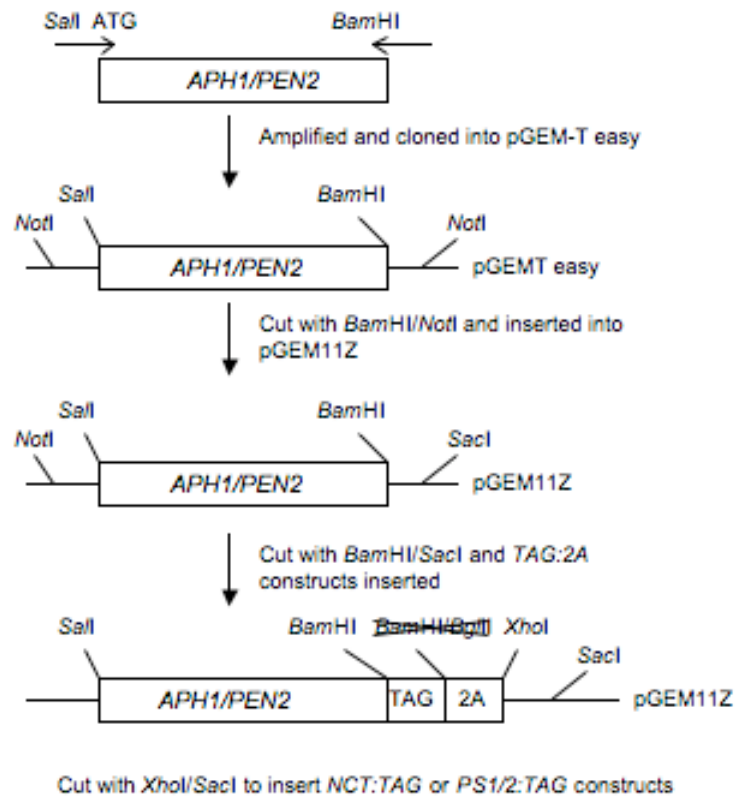 SalI ATG BamHI
APH1/PEN2
Amplified and cloned into pGEM-T easy
SalI BamHI
NotI NotI
APH1/PEN2 pGEMT easy
Cut with BamHI/NotI and inserted into
pGEM11Z
SalI BamHI
NotI SacI
APH1/PEN2 pGEM11Z
Cut with BamHI/SacI and TAG:2A
constructs inserted
SalI BamHI BamHI/BglII XhoI
SacI
APH1/PEN2 TAG 2A pGEM11Z
Cut with XhoI/SacI to insert NCT:TAG or PS1/2:TAG constructs